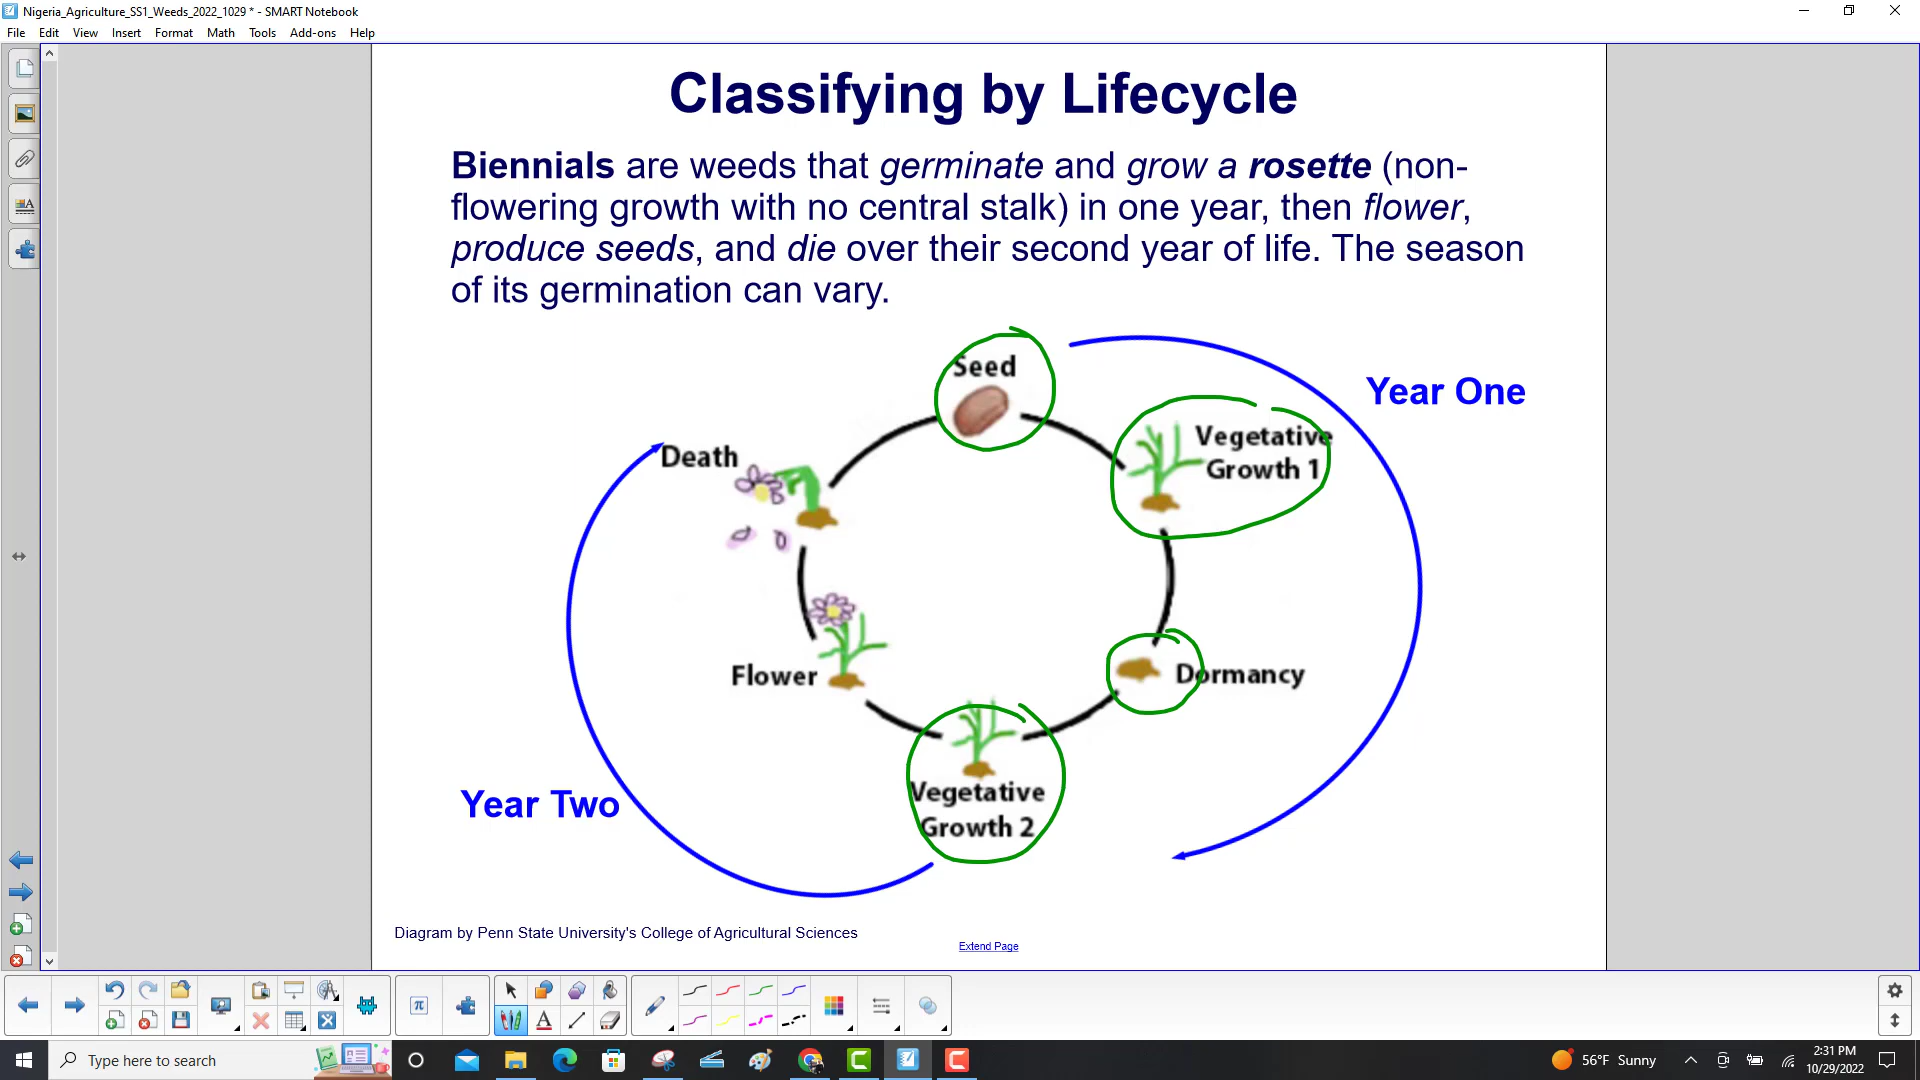 Nigeria_Agriculture_SS1_Weeds_2022_1029 * - SMART Notebook
File Edit View Insert Format Math Tools Add-ons Help
Classifying by Lifecycle
Biennials are weeds that germinate and grow a rosette (non-
flowering growth with no central stalk) in one year, then flower,
produce seeds, and die over their second year of life. The season
of its germination can vary.
Seed
Year One
Vegetative
Growth 1
Death
Dormancy
Flower
Vegetative
Growth 2
Year Two
Diagram by Penn State University's College of Agricultural Sciences
Extend Page
Type here to search
56°F Sunny
2:31 PM
10/29/2022